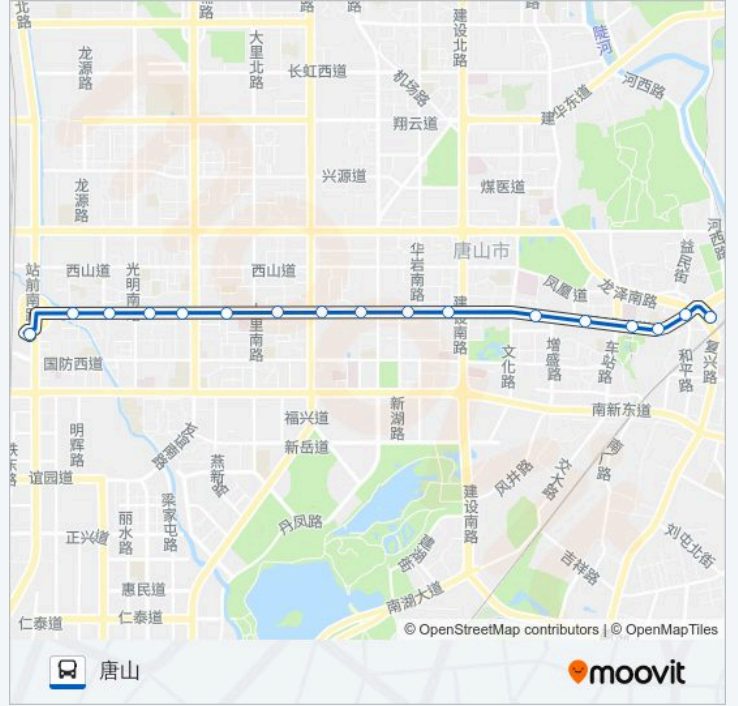 北路
路
路
路
建设北路
路
陡河
龙源路
大里北路
长虹西道
机场路
河西路
建华东道
翔云道
兴源道
煤医道
龙源路
河西路
华岩南路
唐山市
益民街
站前南路
西山道
光明南
西山道
凤凰道
龙泽南路
里南路
建设南路
国防西道
文化路
增盛路
车站路
和平路
复兴路
福兴道
新湖路
南新东道
新岳道
明辉路
燕新路
谊园道
风井路
交大路
建设南路
梁家屯路
丽水路
正兴道
丹凤路
刘屯北街
吉祥路
惠民道
南湖大道
仁泰道
仁泰道
© OpenStreetMap contributors | © OpenMapTiles
唐山
moovit